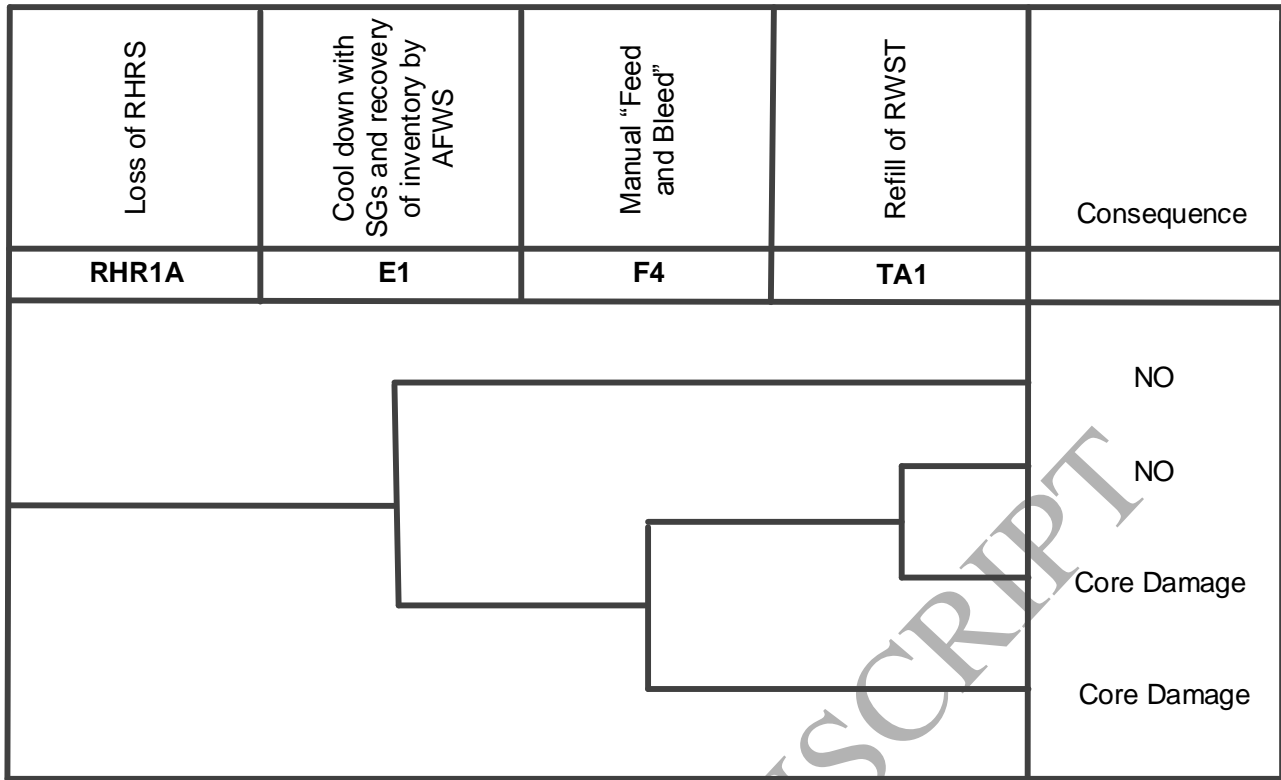 Loss of RHRS
Cool down with
SGs and recovery
of inventory by
AFWS
Manual “Feed
and Bleed”
Refill of RWST
Consequence
RHR1A
E1
F4
TA1
NO
NO
Core Damage
Core Damage